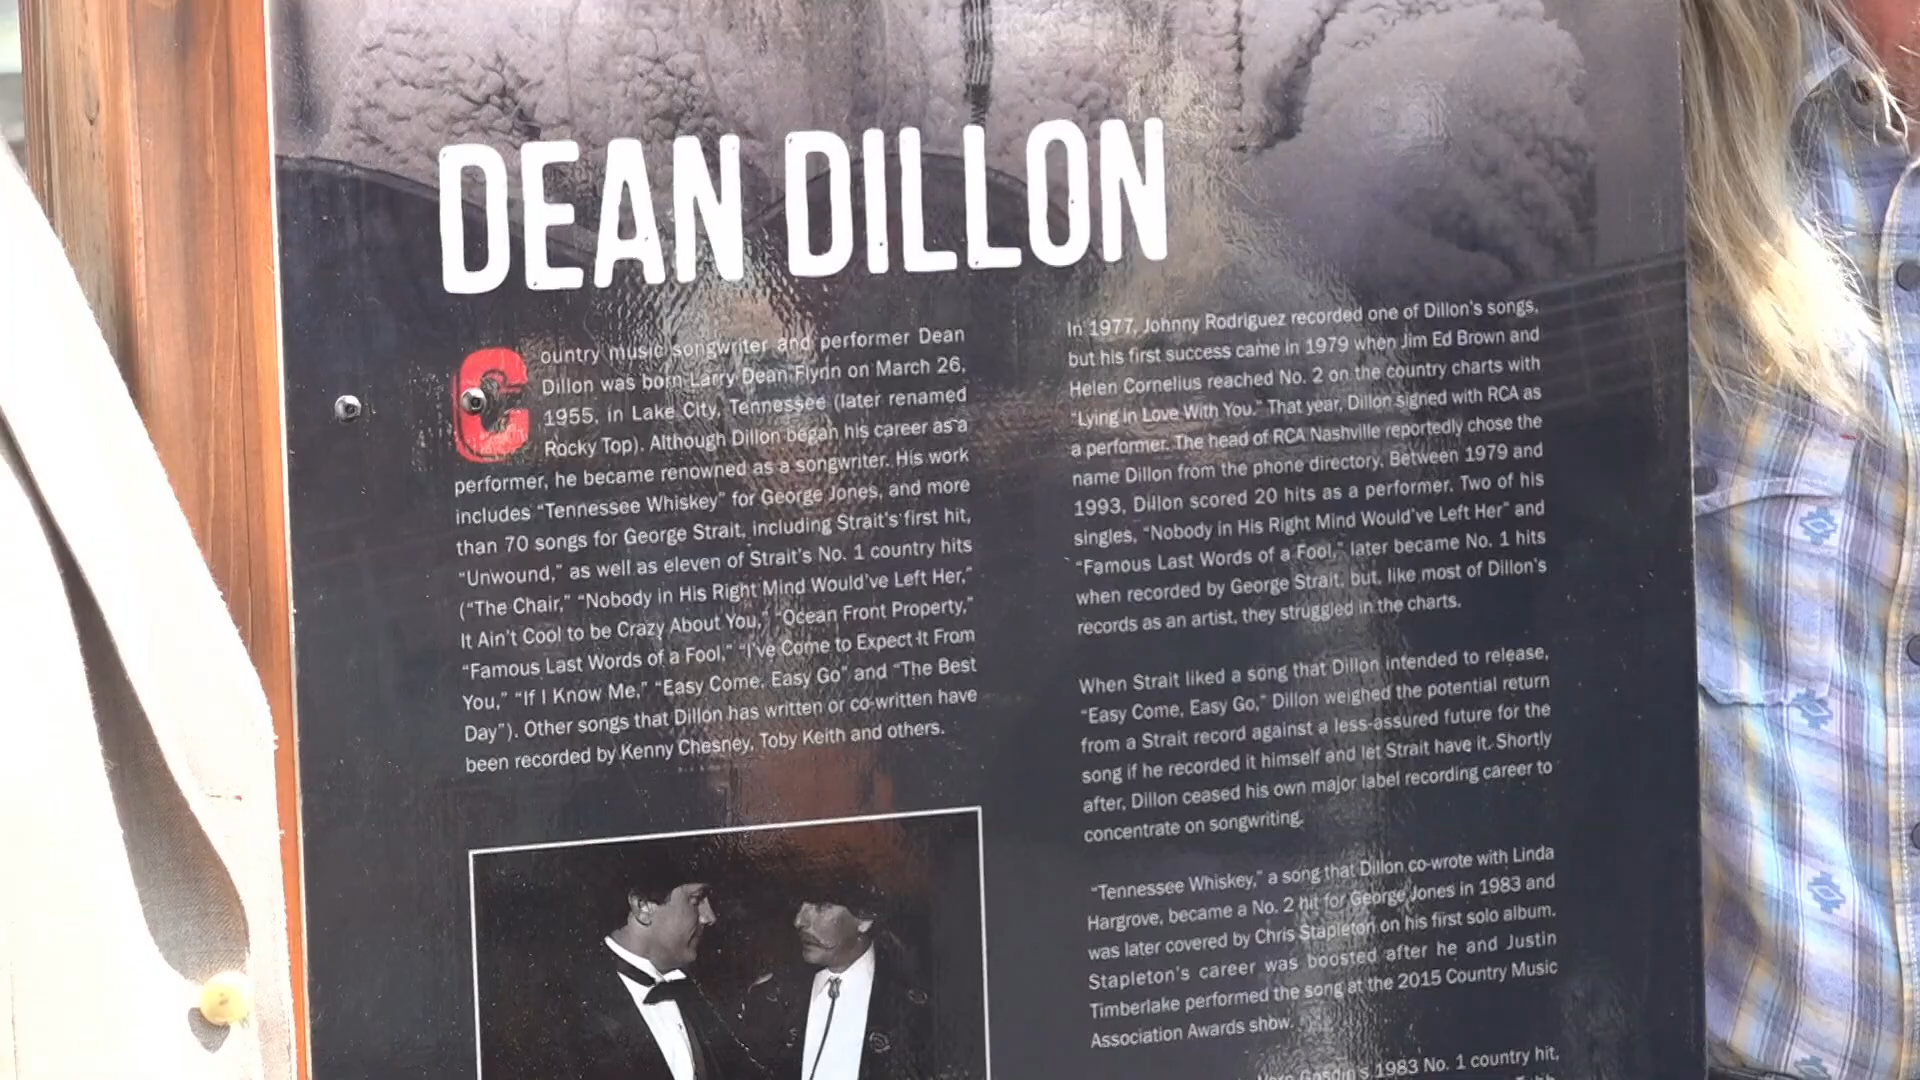 DEAN DILLON
Country music songwriter and performer Dean
Dillon was born Larry Dean Flynn on March 26,
1955, in Lake City, Tennessee (later renamed
Rocky Top). Although Dillon began his career as a
performer, he became renowned as a songwriter. His work
includes “Tennessee Whiskey” for George Jones, and more
than 70 songs for George Strait, including Strait's first hit,
“Unwound,” as well as eleven of Strait's No. 1 country hits
(“The Chair,” “Nobody in His Right Mind Would've Left Her,”
It Ain't Cool to be Crazy About You,” “Ocean Front Property,”
“Famous Last Words of a Fool,” “I've Come to Expect It From
You,” “If I Know Me,” “Easy Come, Easy Go” and “The Best
Day”). Other songs that Dillon has written or co-written have
been recorded by Kenny Chesney, Toby Keith and others.
In 1977, Johnny Rodriguez recorded one of Dillon's songs,
but his first success came in 1979 when Jim Ed Brown and
Helen Cornelius reached No. 2 on the country charts with
“Lying in Love With You.” That year, Dillon signed with RCA as
a performer. The head of RCA Nashville reportedly chose the
name Dillon from the phone directory. Between 1979 and
1993, Dillon scored 20 hits as a performer. Two of his
singles, “Nobody in His Right Mind Would've Left Her” and
“Famous Last Words of a Fool,” later became No. 1 hits
when recorded by George Strait, but, like most of Dillon's
records as an artist, they struggled in the charts.
When Strait liked a song that Dillon intended to release,
“Easy Come, Easy Go,” Dillon weighed the potential return
from a Strait record against a less-assured future for the
song if he recorded it himself and let Strait have it. Shortly
after, Dillon ceased his own major label recording career to
concentrate on songwriting.
“Tennessee Whiskey,” a song that Dillon co-wrote with Linda
Hargrove, became a No. 2 hit for George Jones in 1983 and
was later covered by Chris Stapleton on his first solo album.
Stapleton's career was boosted after he and Justin
Timberlake performed the song at the 2015 Country Music
Association Awards show.
Vern Gosdin's 1983 No. 1 country hit,